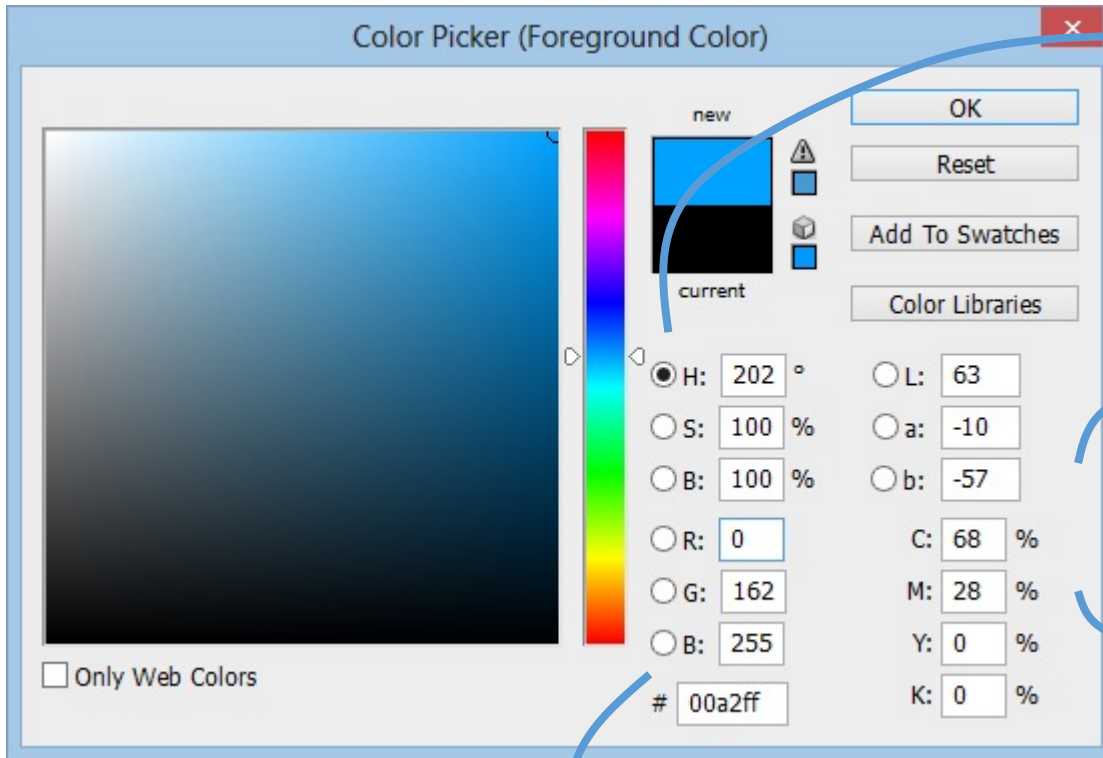 Color Picker (Foreground Color)
new
current
OK
Reset
Add To Swatches
Color Libraries
H: 202 °
S: 100 %
B: 100 %
R: 0
G: 162
B: 255
# 00a2ff
L: 63
a: -10
b: -57
C: 68 %
M: 28 %
Y: 0 %
K: 0 %
Only Web Colors